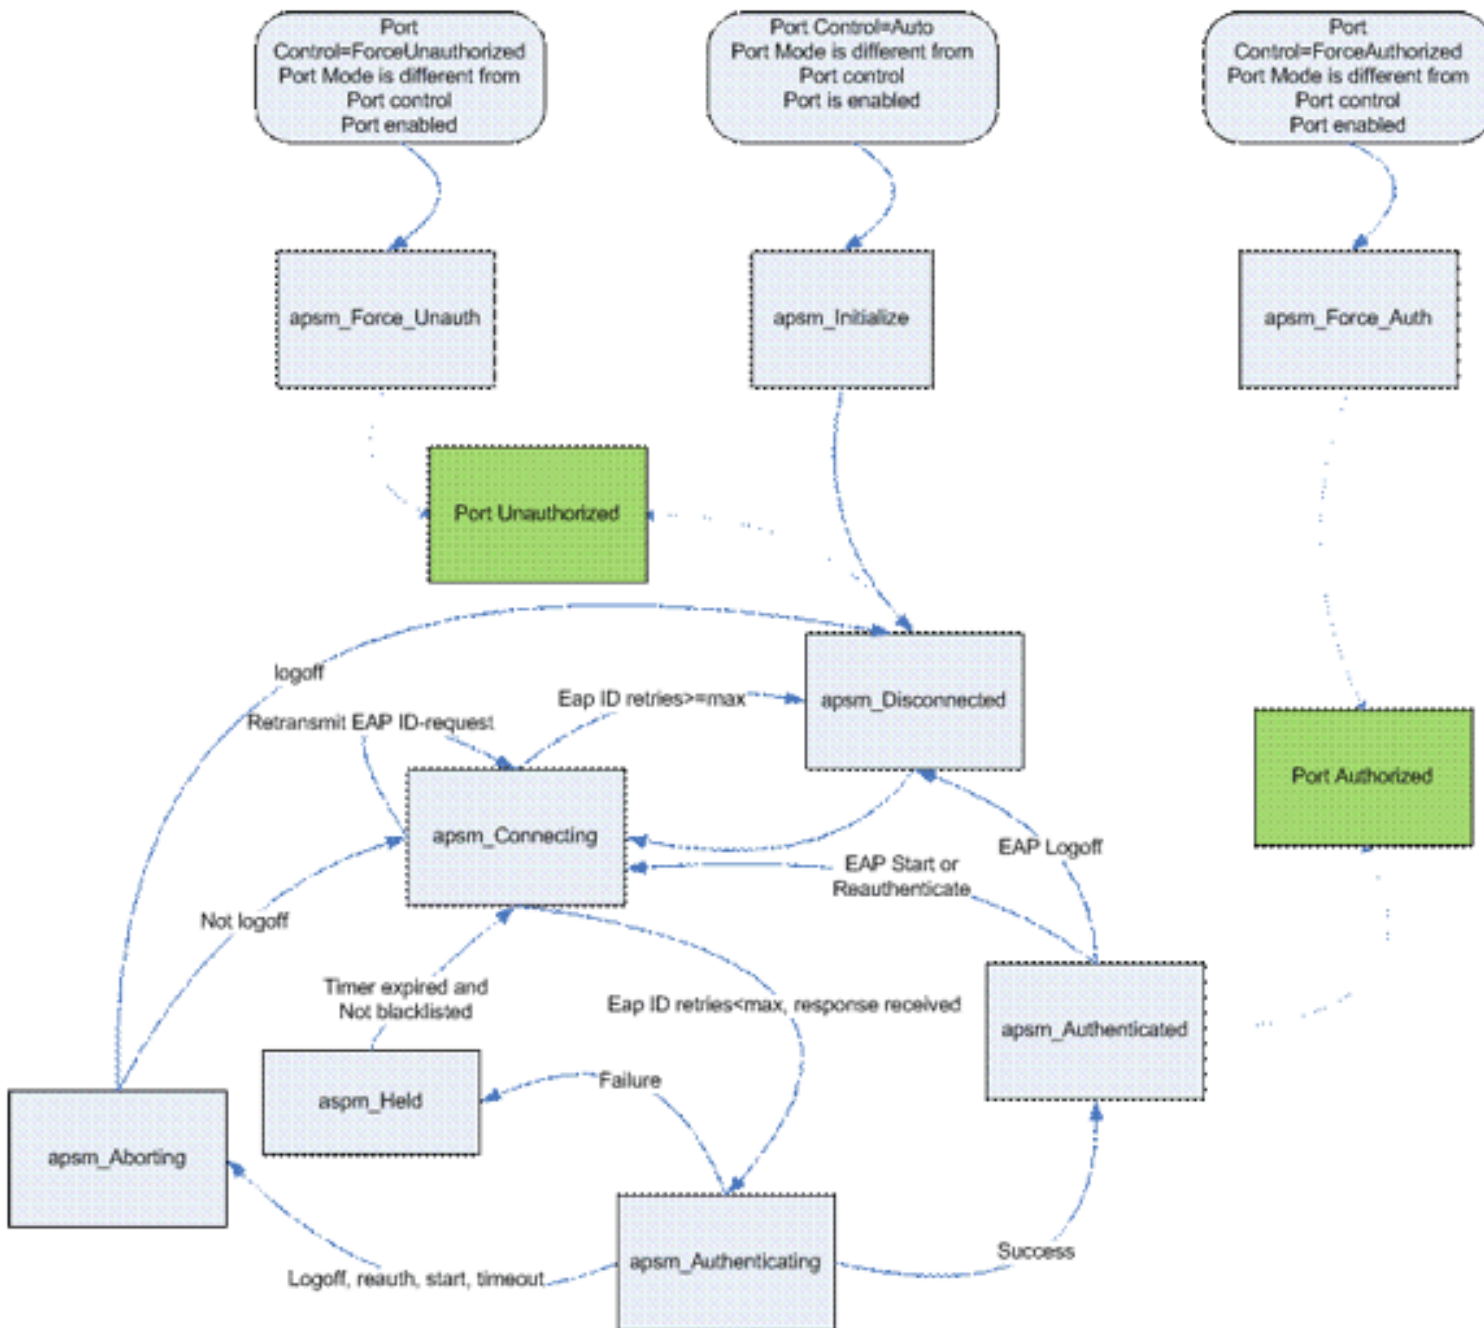 Port
Control=ForceUnauthorized
Port Mode is different from
Port control
Port enabled
Port Control=Auto
Port Mode is different from
Port control
Port is enabled
Port
Control=ForceAuthorized
Port Mode is different from
Port control
Port enabled
apsm_Force_Unauth
apsm_Initialize
apsm_Force_Auth
Port Unauthorized
logoff
Eap ID retries>=max
apsm_Disconnected
Retransmit EAP ID-request
Port Authorized
apsm_Connecting
EAP Logoff
EAP Start or
Reauthenticate
Not logoff
Timer expired and
Not blacklisted
Eap ID retries<max, response received
apsm_Authenticated
Failure
aspm_Held
apsm_Aborting
Success
apsm_Authenticating
Logoff, reauth, start, timeout